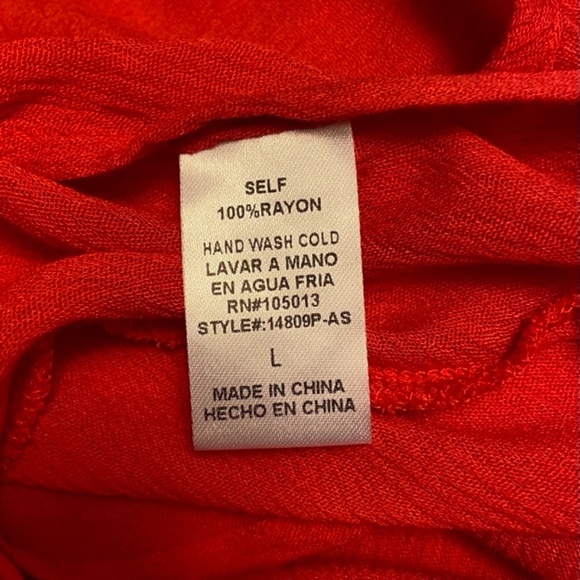 SELF
100%RAYON
HAND WASH COLD
LAVAR A MANO
EN AGUA FRIA
RN#105013
STYLE#:14809P-AS
L
MADE IN CHINA
HECHO EN CHINA